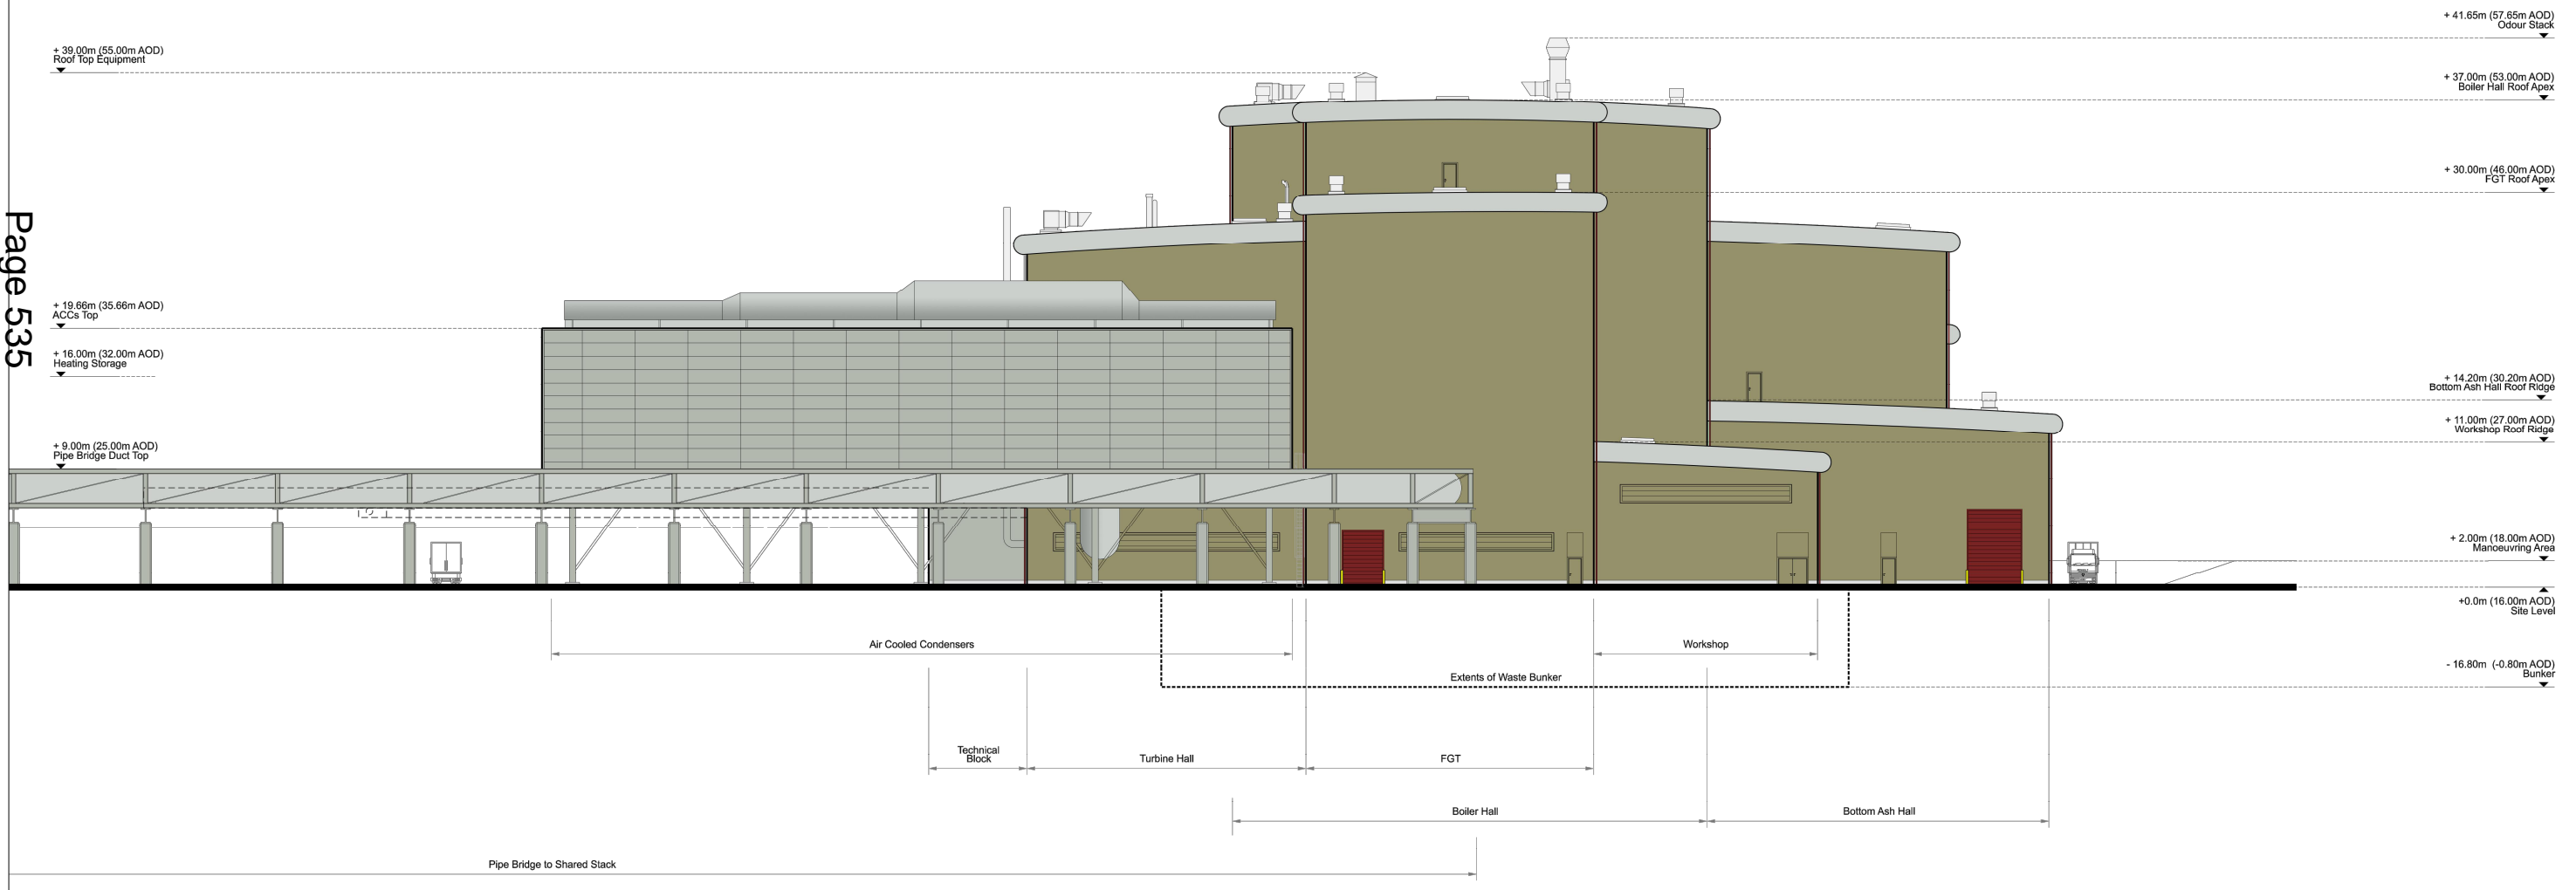 + 41.65m (57.65m AOD)
Odour Stack
+ 39.00m (55.00m AOD)
Roof Top Equipment
+ 37.00m (53.00m AOD)
Boiler Hall Roof Apex
+ 30.00m (46.00m AOD)
FGT Roof Apex
Page 535
+ 19.66m (35.66m AOD)
ACCs Top
+ 16.00m (32.00m AOD)
Heating Storage
+ 14.20m (30.20m AOD)
Bottom Ash Hall Roof Ridge
+ 11.00m (27.00m AOD)
Workshop Roof Ridge
+ 9.00m (25.00m AOD)
Pipe Bridge Duct Top
+ 2.00m (18.00m AOD)
Manoeuvring Area
+0.0m (16.00m AOD)
Site Level
Air Cooled Condensers
Workshop
- 16.80m (-0.80m AOD)
Bunker
Extents of Waste Bunker
Technical
Block
Turbine Hall
FGT
Boiler Hall
Bottom Ash Hall
Pipe Bridge to Shared Stack